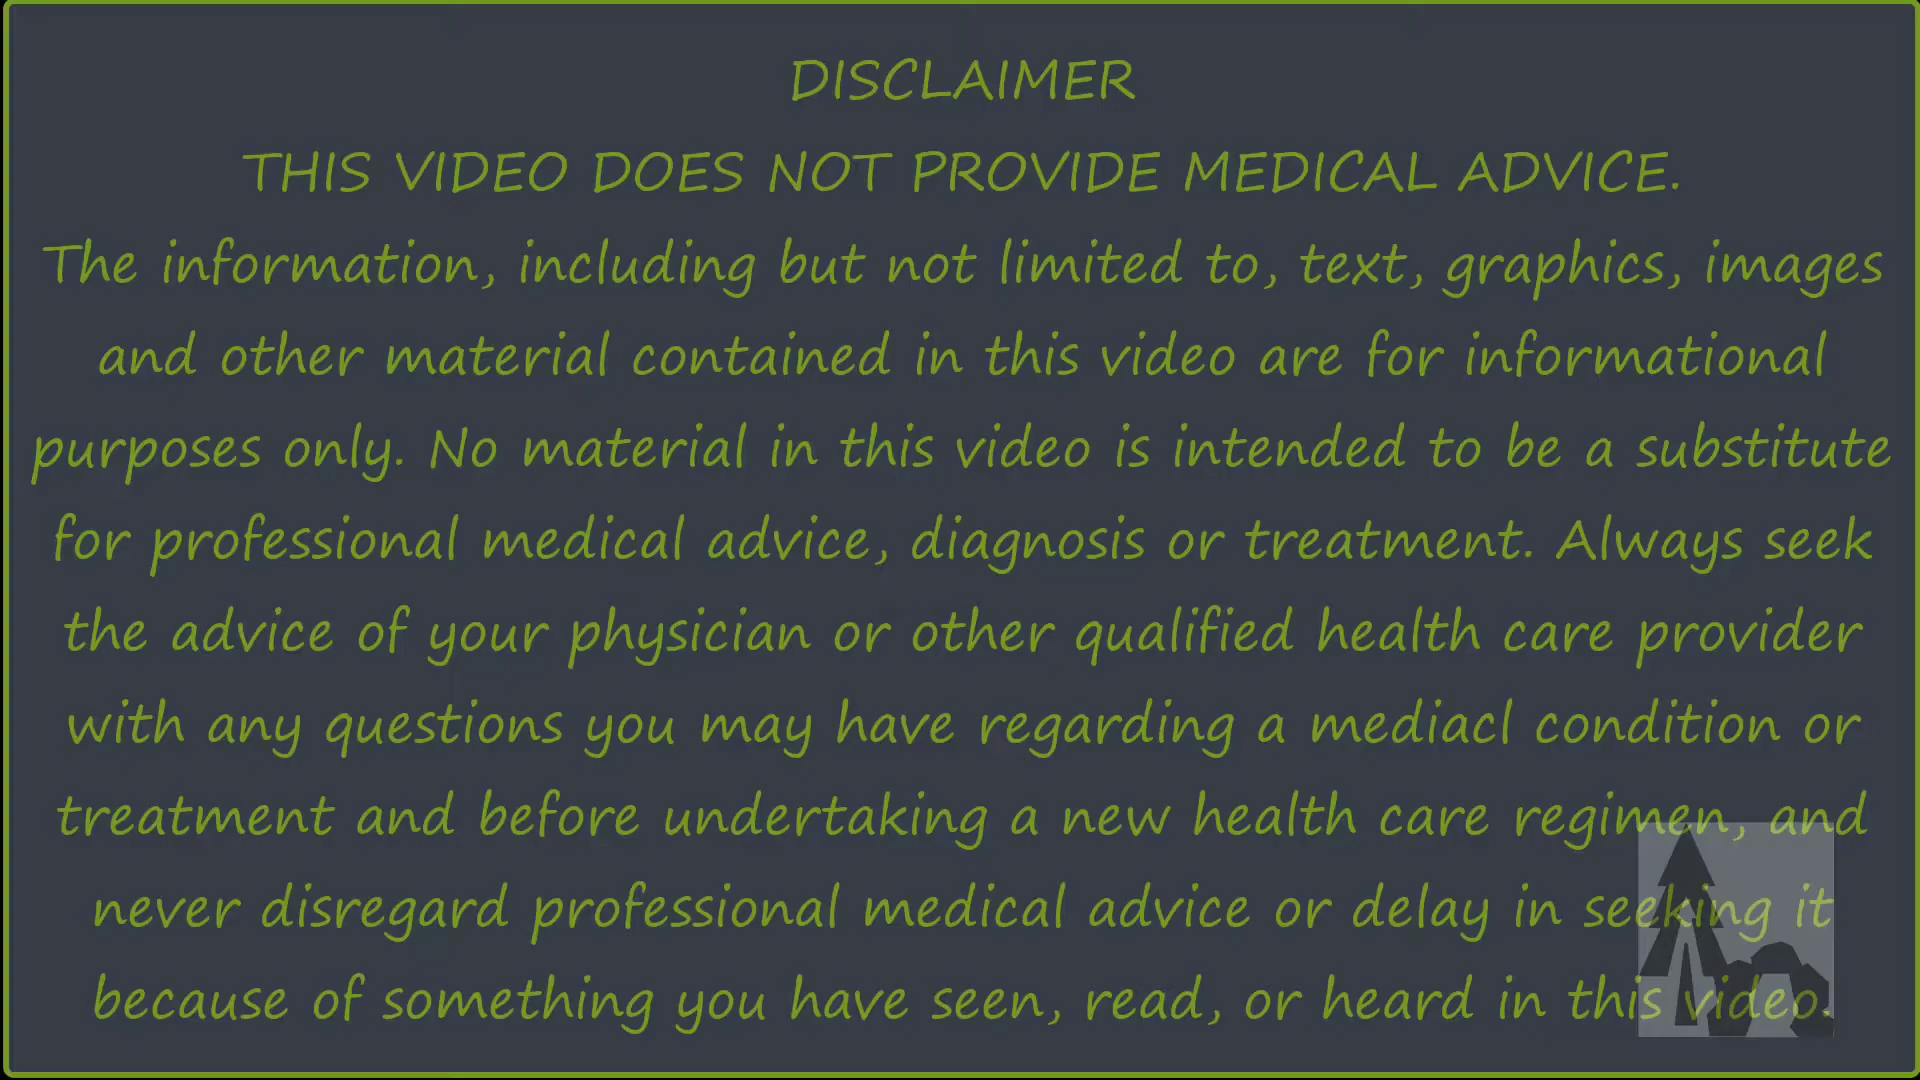 DISCLAIMER
THIS VIDEO DOES NOT PROVIDE MEDICAL ADVICE.
The information, including but not limited to, text, graphics, images
and other material contained in this video are for informational
purposes only. No material in this video is intended to be a substitute
for professional medical advice, diagnosis or treatment. Always seek
the advice of your physician or other qualified health care provider
with any questions you may have regarding a mediacl condition or
treatment and before undertaking a new health care regimen, and
never disregard professional medical advice or delay in seeking it
because of something you have seen, read, or heard in this video.